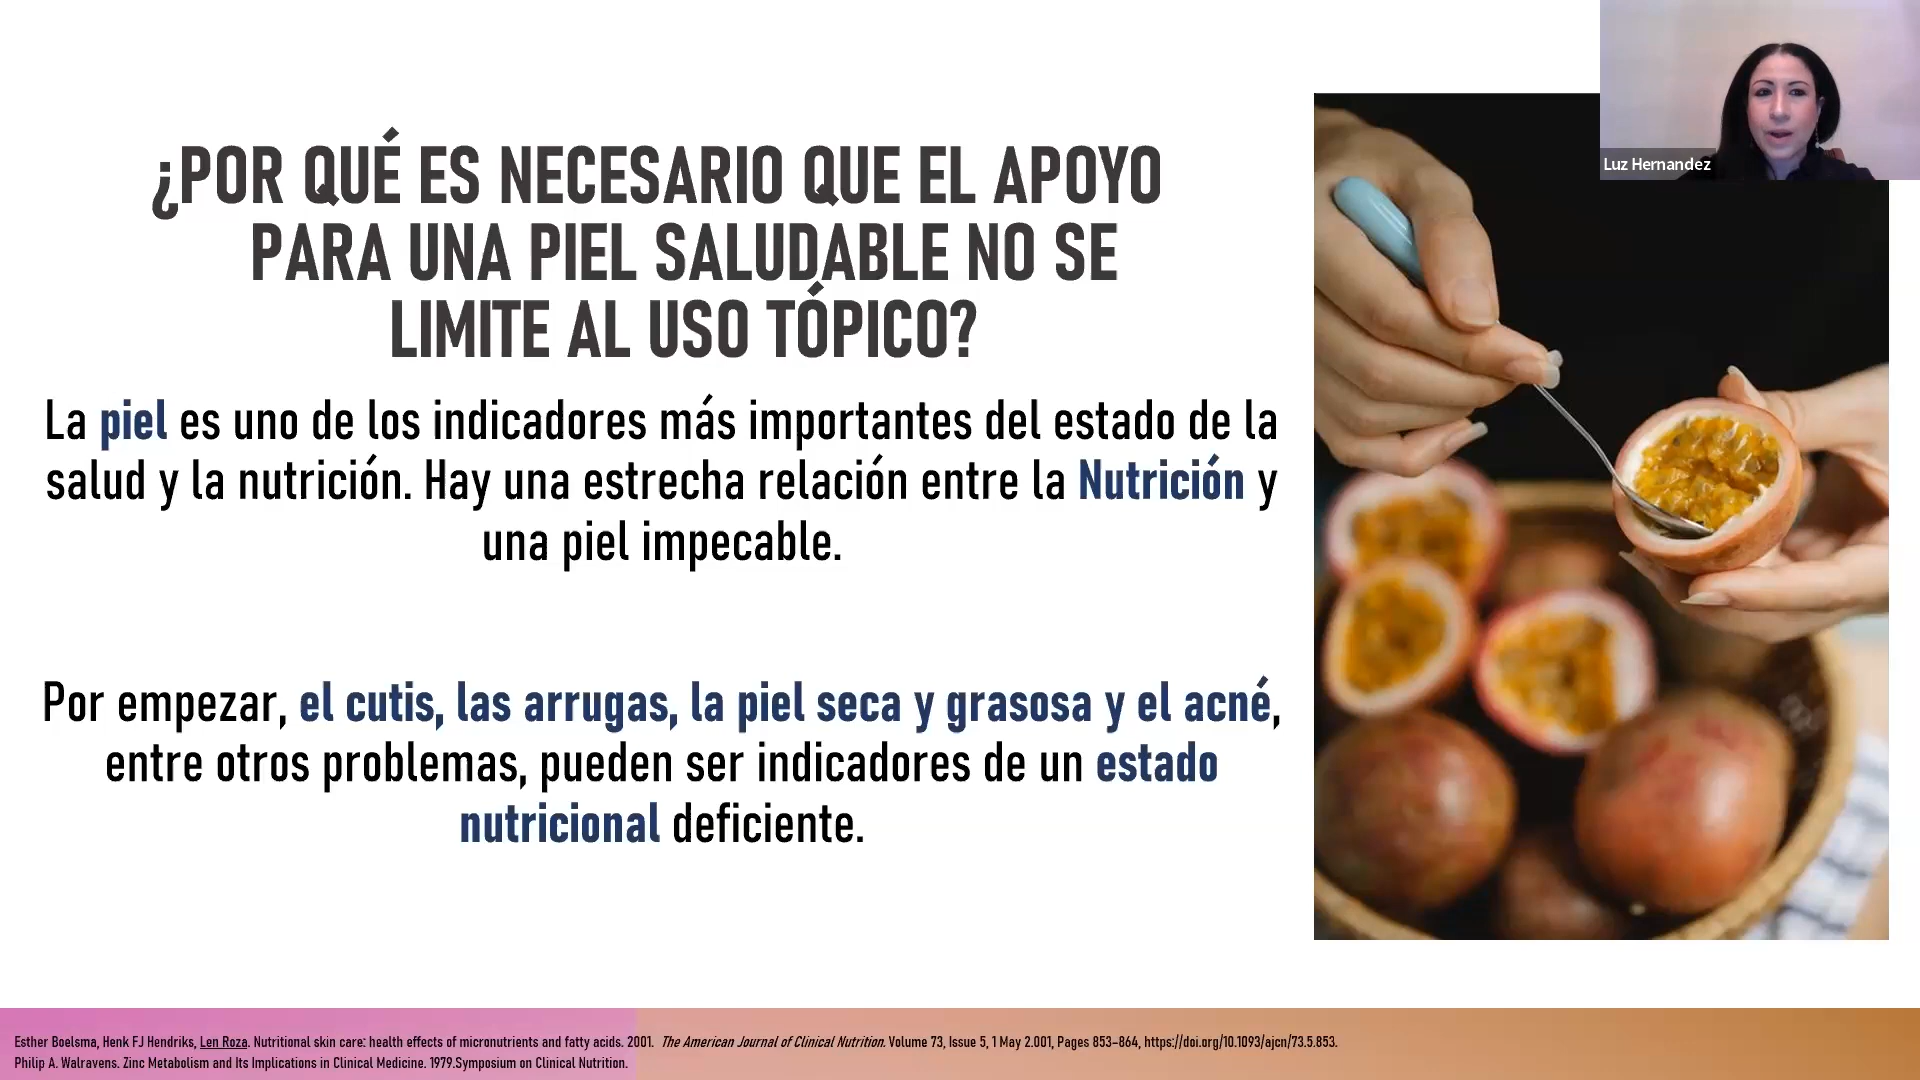 ¿POR QUÉ ES NECESARIO QUE EL APOYO
PARA UNA PIEL SALUDABLE NO SE
LIMITE AL USO TÓPICO?
Luz Hernandez
La piel es uno de los indicadores más importantes del estado de la
salud y la nutrición. Hay una estrecha relación entre la Nutrición y
una piel impecable.
Por empezar, el cutis, las arrugas, la piel seca y grasosa y el acné,
entre otros problemas, pueden ser indicadores de un estado
nutricional deficiente.
Esther Boelsma, Henk FJ Hendriks, Len Roza. Nutritional skin care: health effects of micronutrients and fatty acids. 2001. The American Journal of Clinical Nutrition. Volume 73, Issue 5, 1 May 2.001, Pages 853–864, https://doi.org/10.1093/ajcn/73.5.853.
Philip A. Walravens. Zinc Metabolism and Its Implications in Clinical Medicine. 1979.Symposium on Clinical Nutrition.